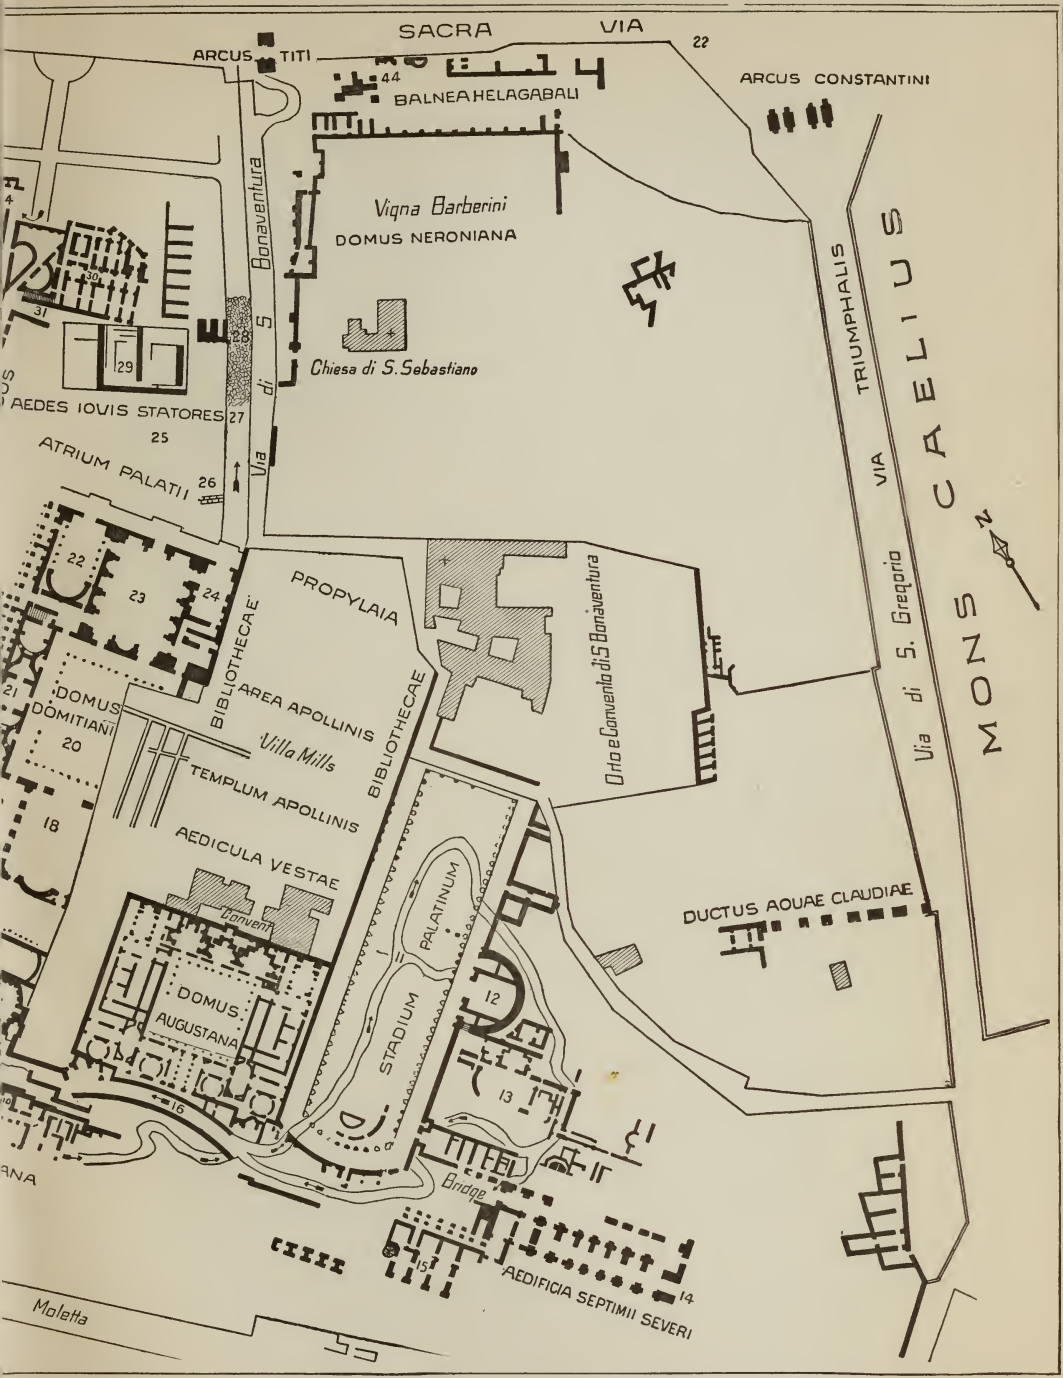 SACRA VIA
22
ARCUS TITI
44
ARCUS CONSTANTINI
BALNEA HELAGABALI
Bonaventura
4
Vigna Barberini
DOMUS NERONIANA
30
31
28
S
29
Chiesa di S. Sebastiano
di
AEDES IOVIS STATORES
27
25
Via
ATRIUM PALATII
26
TRIUMPHALIS
VIA
MONS CAELIUS
N
22
23
24
PROPYLAIA
BIBLIOTHECAE
Orto e Convento di S Bonaventura
Via di S. Gregorio
21
DOMUS
DOMITIANI
20
AREA APOLLINIS
BIBLIOTHECAE
Villa Mills
TEMPLUM APOLLINIS
18
AEDICULA VESTAE
PALATINUM
DUCTUS AQUAE CLAUDIAE
Convent
11
12
DOMUS
AUGUSTANA
STADIUM
13
16
ANA
Bridge
15
14
AEDIFICIA SEPTIMII SEVERI
Moletta